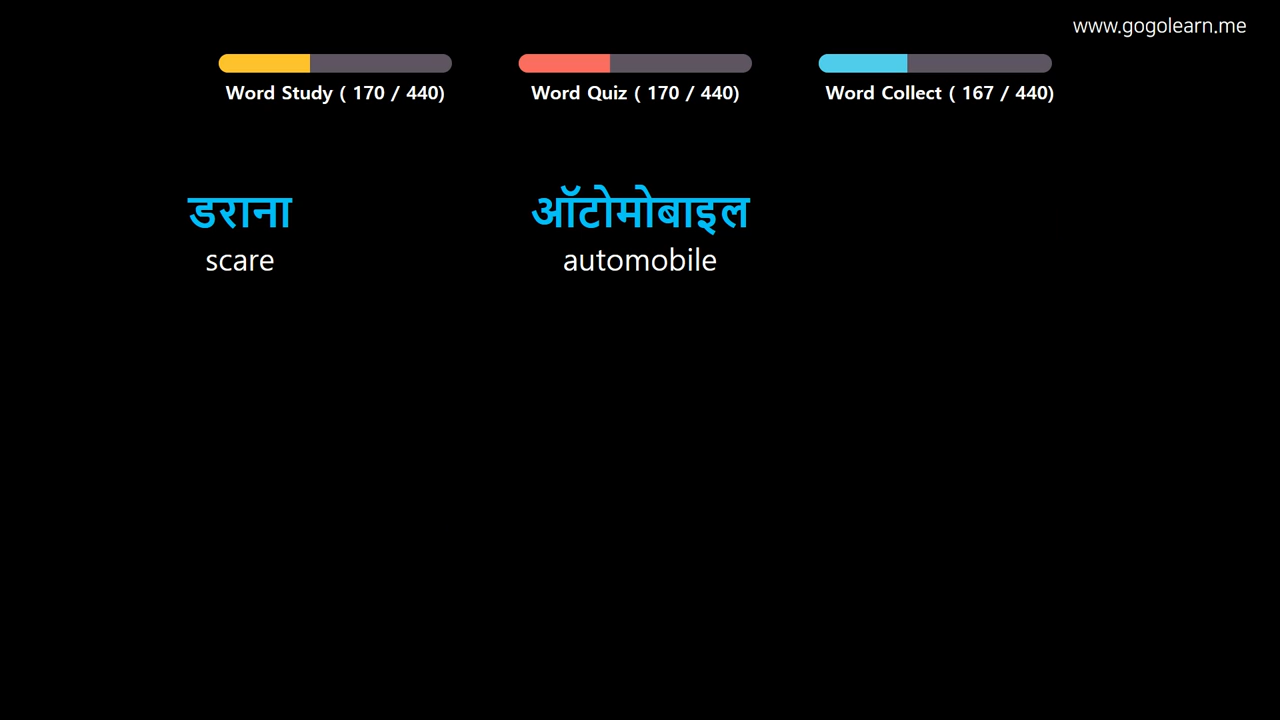 www.gogolearn.me
Word Study ( 170 / 440)
Word Quiz ( 170 / 440)
Word Collect ( 167 / 440)
डराना
scare
ऑटोमोबाइल
automobile